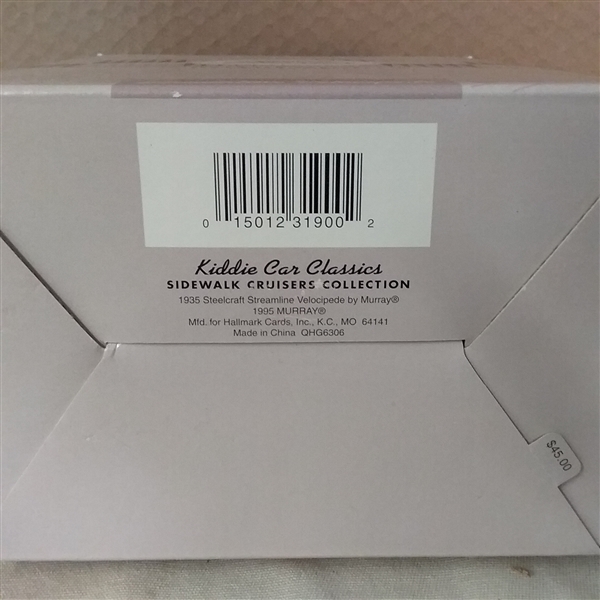 0 15012 31900 2
Kiddie Car Classics
SIDEWALK CRUISERS COLLECTION
1935 Steelcraft Streamline Velocipede by Murray®
1995 MURRAY®
Mfd. for Hallmark Cards, Inc., K.C., MO 64141
Made in China QHG6306
$45.00